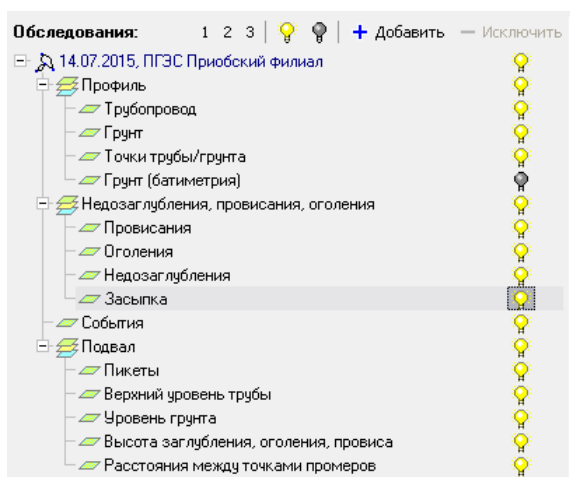 Обследования: 1 2 3 Добавить Исключить
14.07.2015, ПГЭС Приобский филиал
Профиль
Трубопровод
Грунт
Точки трубы/грунта
Грунт (батиметрия)
Недозаглубления, провисания, оголения
Провисания
Оголения
Недозаглубления
Засыпка
События
Подвал
Пикеты
Верхний уровень трубы
Уровень грунта
Высота заглубления, оголения, провиса
Расстояния между точками промеров